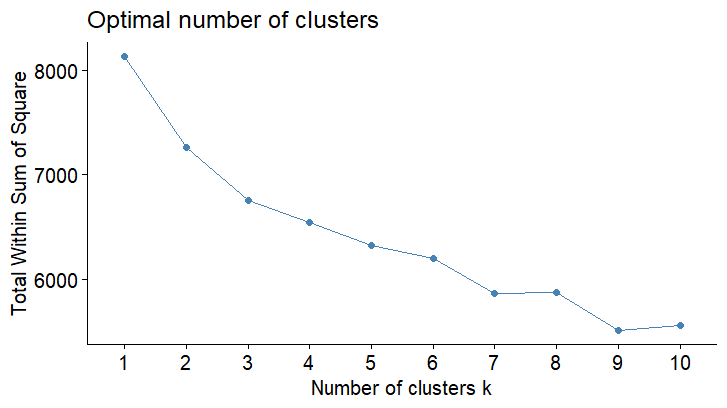 Optimal number of clusters
Total Within Sum of Square
8000
7000
6000
1 2 3 4 5 6 7 8 9 10
Number of clusters k